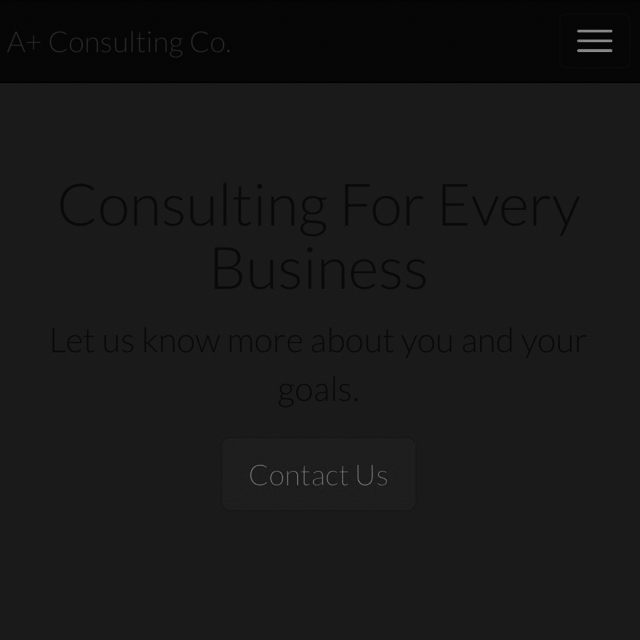 A+ Consulting Co.
Consulting For Every
Business
Let us know more about you and your
goals.
Contact Us